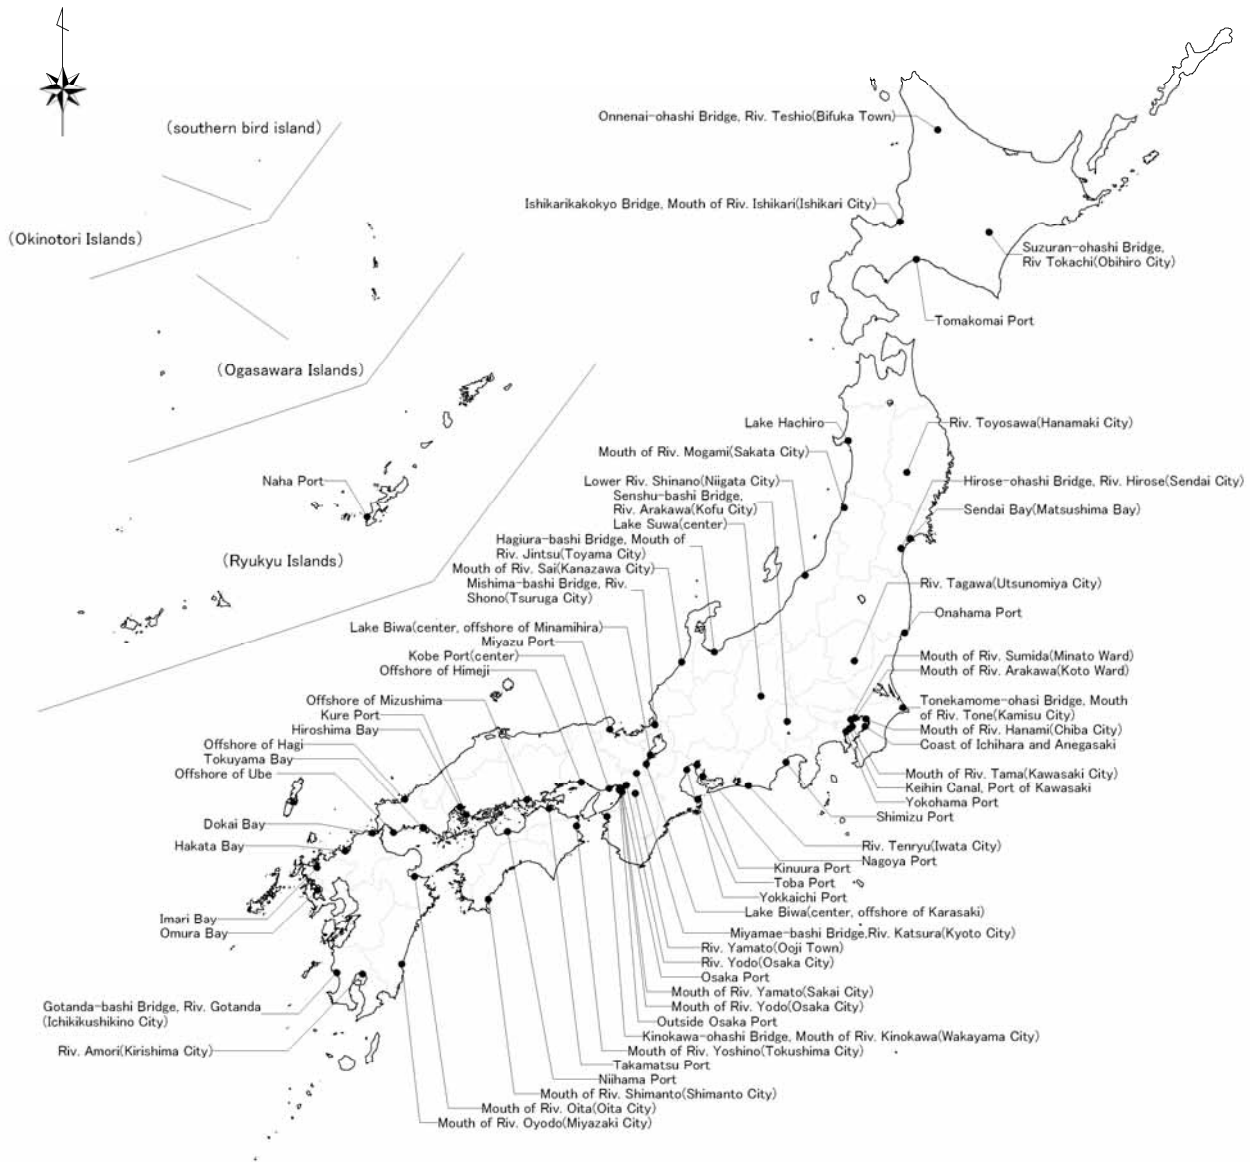 (southern bird island)
Onnenai-ohashi Bridge, Riv. Teshio(Bifuka Town)
Ishikarikakokyo Bridge, Mouth of Riv. Ishikari(Ishikari City)
(Okinotori Islands)
Suzuran-ohashi Bridge,
Riv Tokachi(Obihiro City)
Tomakomai Port
(Ogasawara Islands)
Lake Hachiro
Riv. Toyosawa(Hanamaki City)
Mouth of Riv. Mogami(Sakata City)
Naha Port
Lower Riv. Shinano(Niigata City)
Hirose-ohashi Bridge, Riv. Hirose(Sendai City)
Senshu-bashi Bridge,
Riv. Arakawa(Kofu City)
Sendai Bay(Matsushima Bay)
Lake Suwa(center)
Hagiura-bashi Bridge, Mouth of
Riv. Jintsu(Toyama City)
(Ryukyu Islands)
Mouth of Riv. Sai(Kanazawa City)
Mishima-bashi Bridge, Riv.
Shono(Tsuruga City)
Riv. Tagawa(Utsunomiya City)
Onahama Port
Lake Biwa(center, offshore of Minamihira)
Miyazu Port
Kobe Port(center)
Offshore of Himeji
Mouth of Riv. Sumida(Minato Ward)
Mouth of Riv. Arakawa(Koto Ward)
Offshore of Mizushima
Kure Port
Hiroshima Bay
Tonekamome-ohasi Bridge, Mouth
of Riv. Tone(Kamisu City)
Mouth of Riv. Hanami(Chiba City)
Coast of Ichihara and Anegasaki
Offshore of Hagi
Tokuyama Bay
Offshore of Ube
Mouth of Riv. Tama(Kawasaki City)
Keihin Canal, Port of Kawasaki
Yokohama Port
Shimizu Port
Dokai Bay
Hakata Bay
Riv. Tenryu(Iwata City)
Nagoya Port
Kinuura Port
Toba Port
Yokkaichi Port
Lake Biwa(center, offshore of Karasaki)
Imari Bay
Omura Bay
Miyamae-bashi Bridge,Riv. Katsura(Kyoto City)
Riv. Yamato(Ooji Town)
Riv. Yodo(Osaka City)
Osaka Port
Mouth of Riv. Yamato(Sakai City)
Mouth of Riv. Yodo(Osaka City)
Outside Osaka Port
Gotanda-bashi Bridge, Riv. Gotanda
(Ichikikushikino City)
Kinokawa-ohashi Bridge, Mouth of Riv. Kinokawa(Wakayama City)
Riv. Amori(Kirishima City)
Mouth of Riv. Yoshino(Tokushima City)
Takamatsu Port
Niihama Port
Mouth of Riv. Shimanto(Shimanto City)
Mouth of Riv. Oita(Oita City)
Mouth of Riv. Oyodo(Miyazaki City)